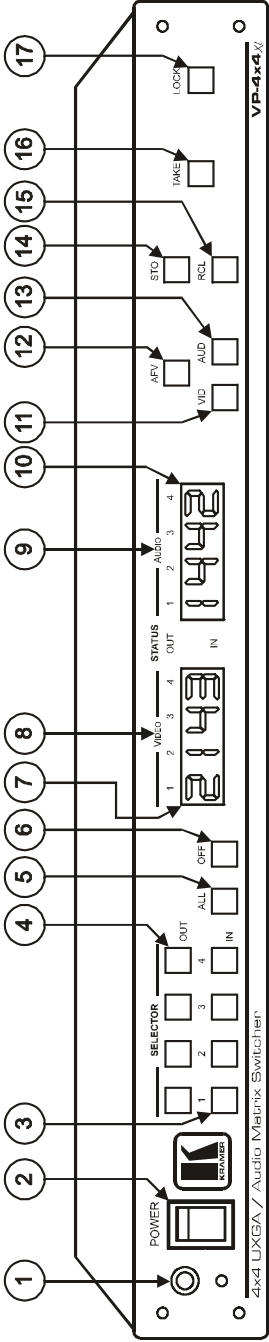 1 2 3 4 5 6 7 8 9 10 11 12 13 14 15 16 17
POWER
KRAMER
SELECTOR
OUT
1 2 3 4
IN
ALL OFF
STATUS
VIDEO AUDIO
1 2 3 4 OUT 1 2 3 4
2143 IN 1442
AFV
VID AUD
STO
RCL
TAKE
LOCK
4x4 UXGA / Audio Matrix Switcher
VP-4x4xl